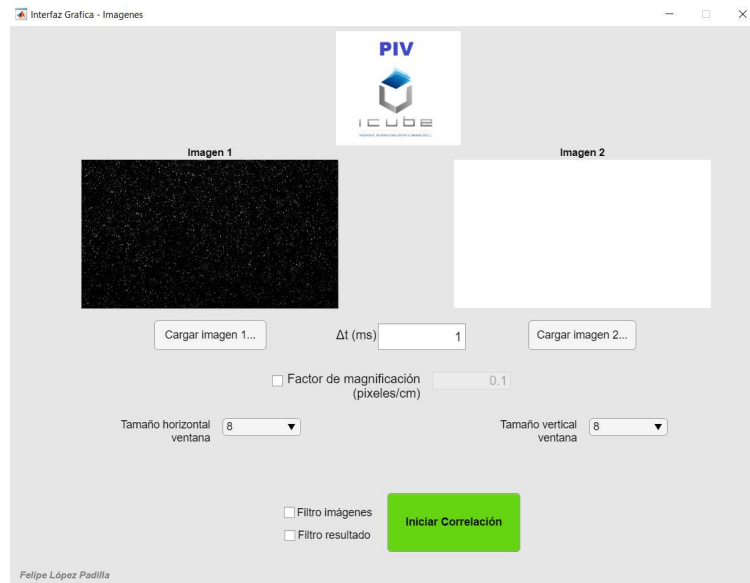 Interfaz Grafica - Imagenes
PIV
icube
Imagen 1
Imagen 2
Cargar imagen 1...
Δt (ms)
1
Cargar imagen 2...
Factor de magnificación
(pixeles/cm)
0.1
Tamaño horizontal
ventana
8
Tamaño vertical
ventana
8
Filtro imágenes
Filtro resultado
Iniciar Correlación
Felipe López Padilla